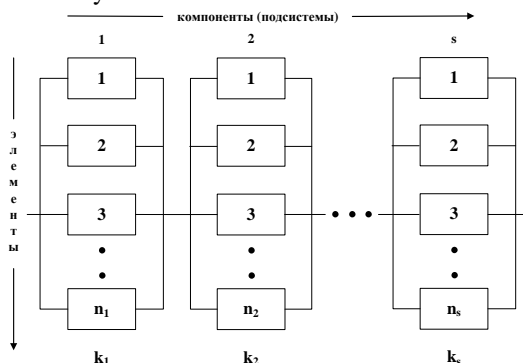 компоненты (подсистемы)
1 2 s
элементы
1 1 1
2 2 2
3 3 3
n1 n2 ns
k1 k2 ks